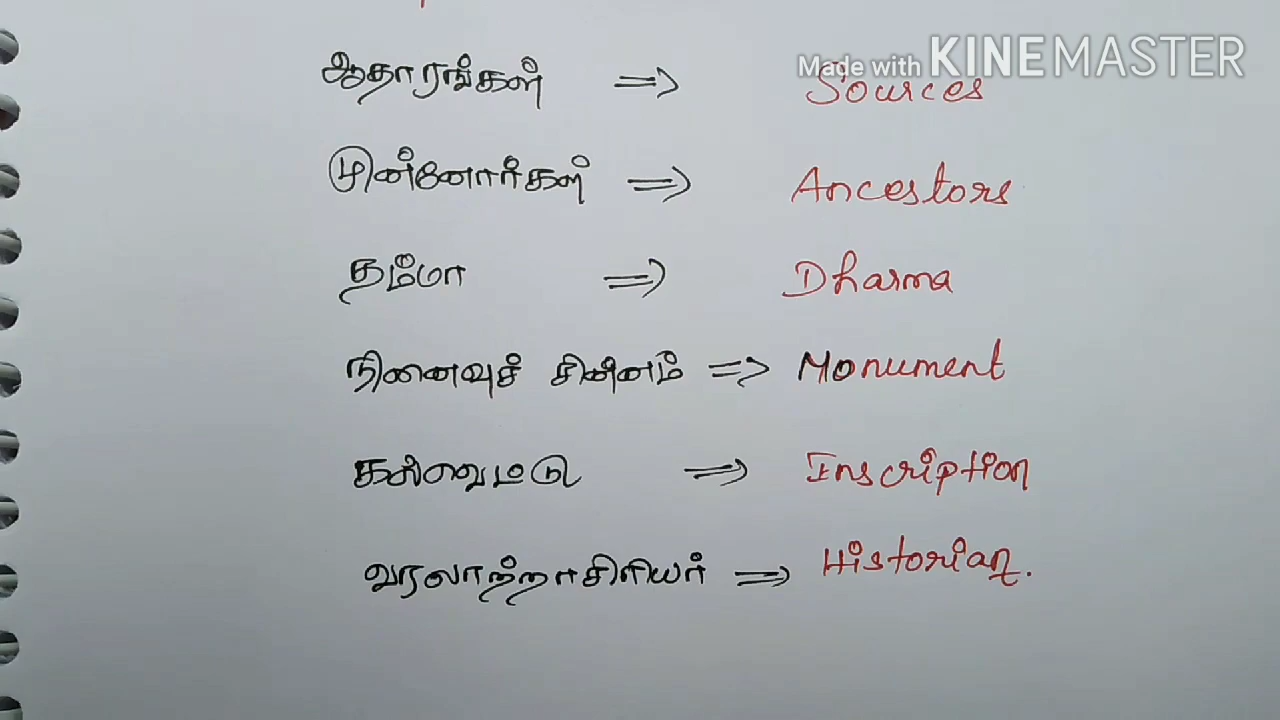 Made with KINEMASTER
ஆதாரங்கள் => Sources
முன்னோர்கள் => Ancestors
தம்மா => Dharma
நினைவுச் சின்னம் => Monument
கல்வெட்டு => Inscription
வரலாற்றாசிரியர் => Historian.